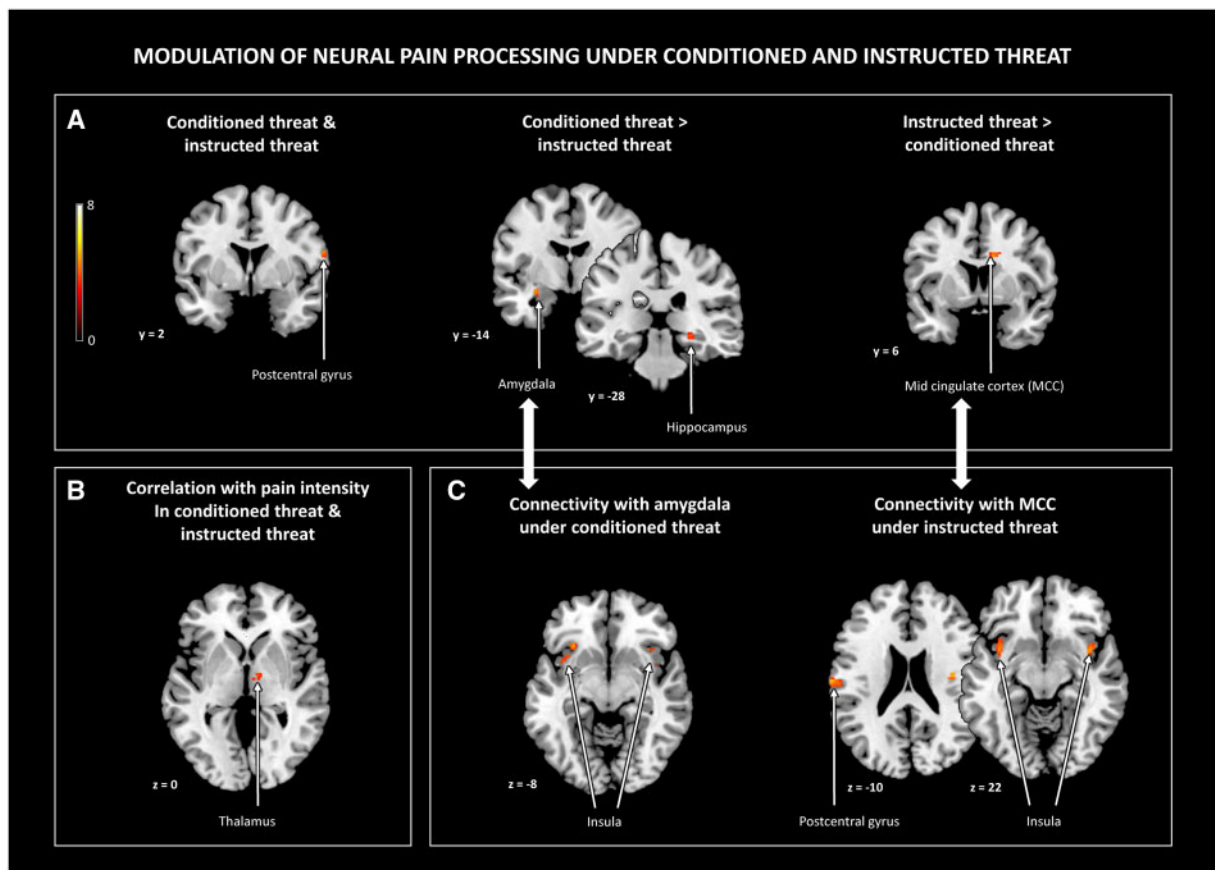 MODULATION OF NEURAL PAIN PROCESSING UNDER CONDITIONED AND INSTRUCTED THREAT
A
Conditioned threat &
instructed threat
8
0
y = 2
Postcentral gyrus
Conditioned threat >
instructed threat
y = -14
Amygdala
y = -28
Hippocampus
Instructed threat >
conditioned threat
y = 6
Mid cingulate cortex (MCC)
B
Correlation with pain intensity
In conditioned threat &
instructed threat
z = 0
Thalamus
C
Connectivity with amygdala
under conditioned threat
z = -8
Insula
Connectivity with MCC
under instructed threat
z = -10
Postcentral gyrus
z = 22
Insula